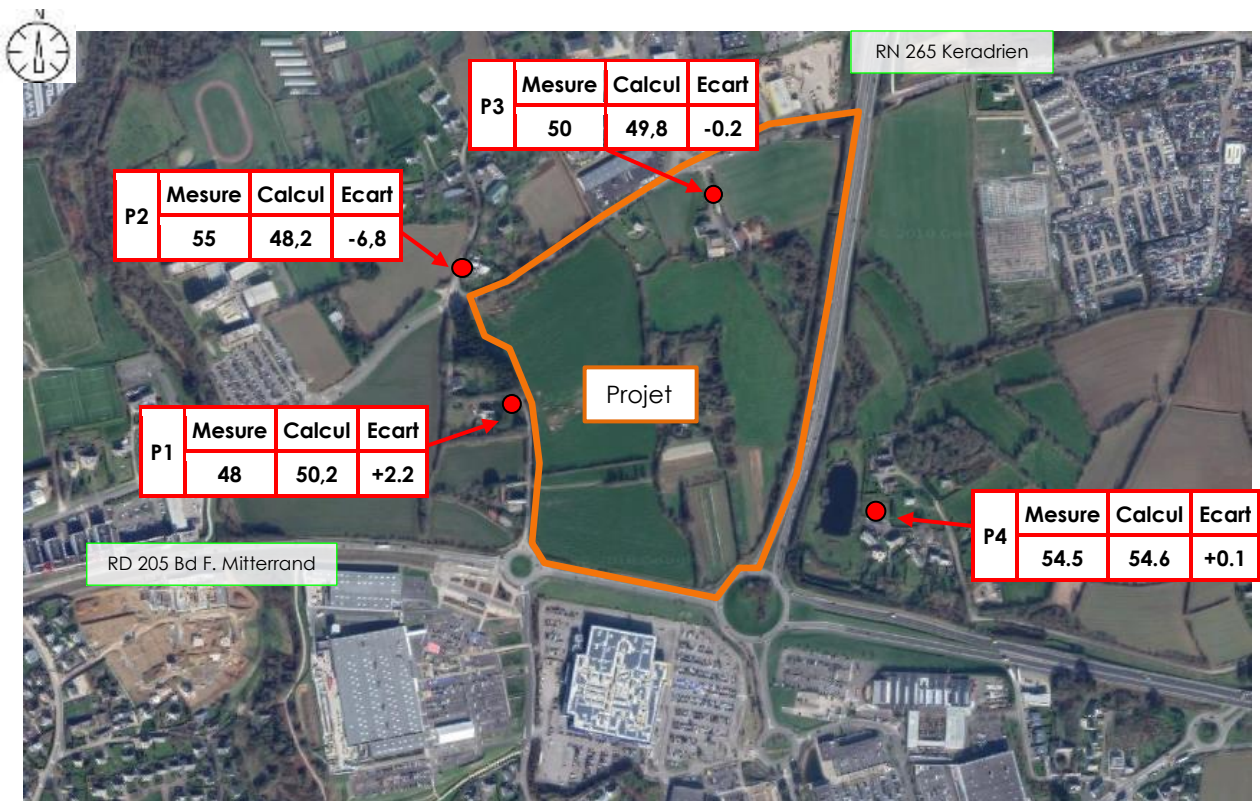 N
RN 265 Keradrien
P3
Mesure Calcul Ecart
50 49,8 -0.2
P2
Mesure Calcul Ecart
55 48,2 -6,8
Projet
P1
Mesure Calcul Ecart
48 50,2 +2.2
P4
Mesure Calcul Ecart
54.5 54.6 +0.1
RD 205 Bd F. Mitterrand